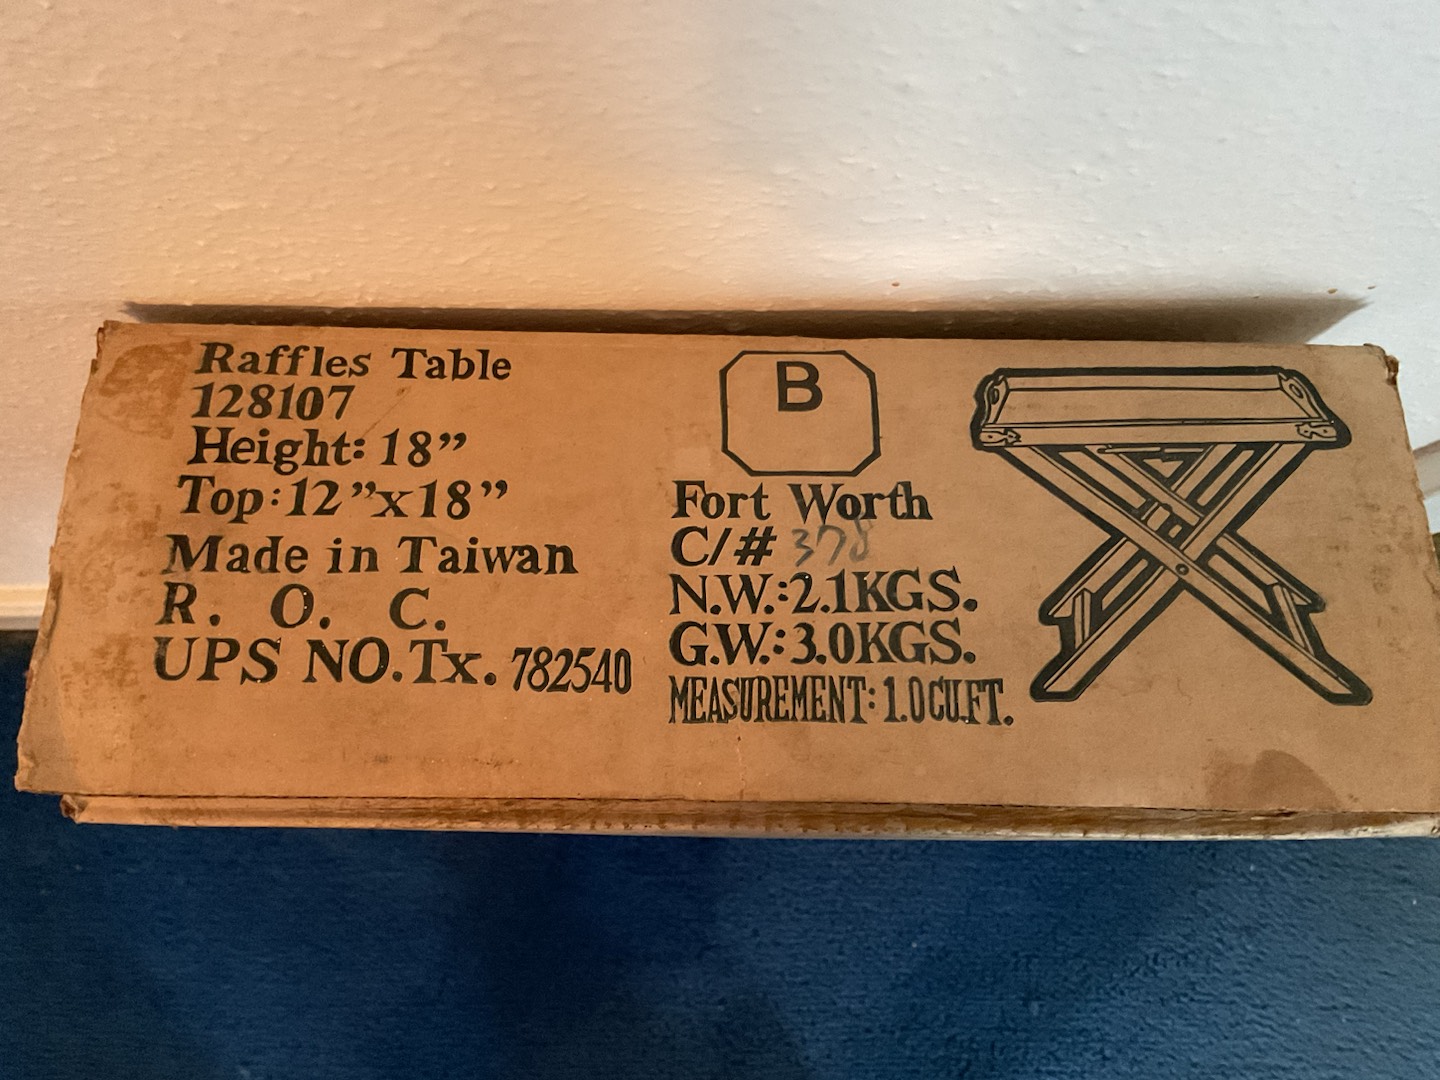 Raffles Table
128107
Height: 18”
Top:12”x18”
Made in Taiwan
R. O. C.
UPS NO.Tx. 782540
B
Fort Worth
C/# 378
N.W.:2.1KGS.
G.W.:3.0KGS.
MEASUREMENT: 1.0CU.FT.